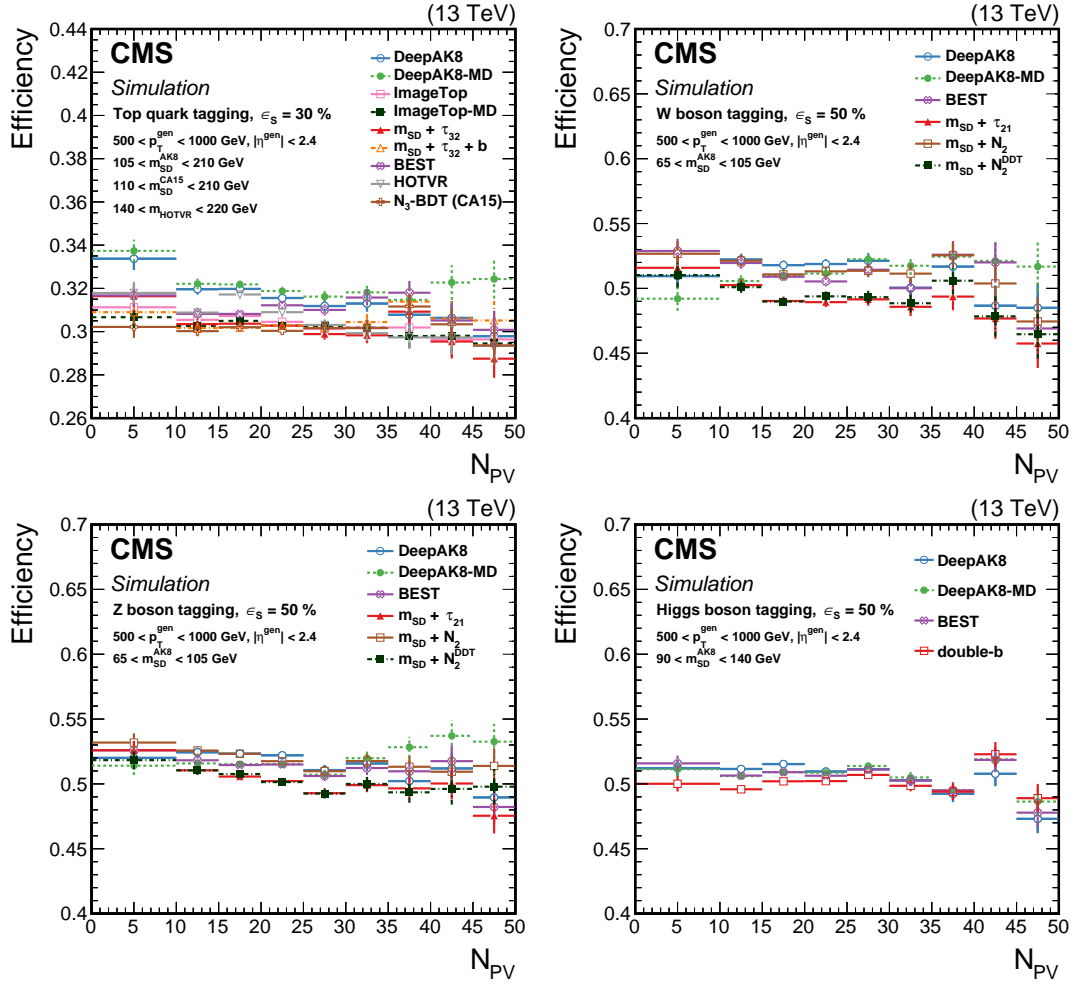 (13 TeV)
Efficiency
0.44
0.42
0.4
0.38
0.36
0.34
0.32
0.3
0.28
0.26
CMS
Simulation
Top quark tagging, ϵ_S = 30 %
500 < p_T^gen < 1000 GeV, |η^gen| < 2.4
105 < m_SD^AK8 < 210 GeV
110 < m_SD^CA15 < 210 GeV
140 < m_HOTVR < 220 GeV
DeepAK8
DeepAK8-MD
ImageTop
ImageTop-MD
m_SD + τ_32
m_SD + τ_32 + b
BEST
HOTVR
N_3-BDT (CA15)
0 5 10 15 20 25 30 35 40 45 50
N_PV
(13 TeV)
Efficiency
0.7
0.65
0.6
0.55
0.5
0.45
0.4
CMS
Simulation
W boson tagging, ϵ_S = 50 %
500 < p_T^gen < 1000 GeV, |η^gen| < 2.4
65 < m_SD^AK8 < 105 GeV
DeepAK8
DeepAK8-MD
BEST
m_SD + τ_21
m_SD + N_2
m_SD + N_2^DDT
0 5 10 15 20 25 30 35 40 45 50
N_PV
(13 TeV)
Efficiency
0.7
0.65
0.6
0.55
0.5
0.45
0.4
CMS
Simulation
Z boson tagging, ϵ_S = 50 %
500 < p_T^gen < 1000 GeV, |η^gen| < 2.4
65 < m_SD^AK8 < 105 GeV
DeepAK8
DeepAK8-MD
BEST
m_SD + τ_21
m_SD + N_2
m_SD + N_2^DDT
0 5 10 15 20 25 30 35 40 45 50
N_PV
(13 TeV)
Efficiency
0.7
0.65
0.6
0.55
0.5
0.45
0.4
CMS
Simulation
Higgs boson tagging, ϵ_S = 50 %
500 < p_T^gen < 1000 GeV, |η^gen| < 2.4
90 < m_SD^AK8 < 140 GeV
DeepAK8
DeepAK8-MD
BEST
double-b
0 5 10 15 20 25 30 35 40 45 50
N_PV